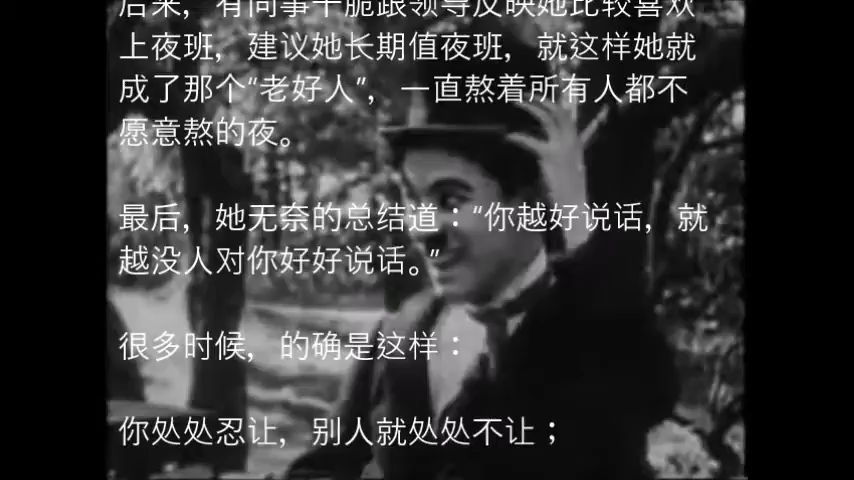 后来，有同事干脆跟领导反映她比较喜欢
上夜班，建议她长期值夜班，就这样她就
成了那个“老好人”，一直熬着所有人都不
愿意熬的夜。
最后，她无奈的总结道：“你越好说话，就
越没人对你好好说话。”
很多时候，的确是这样：
你处处忍让，别人就处处不让；